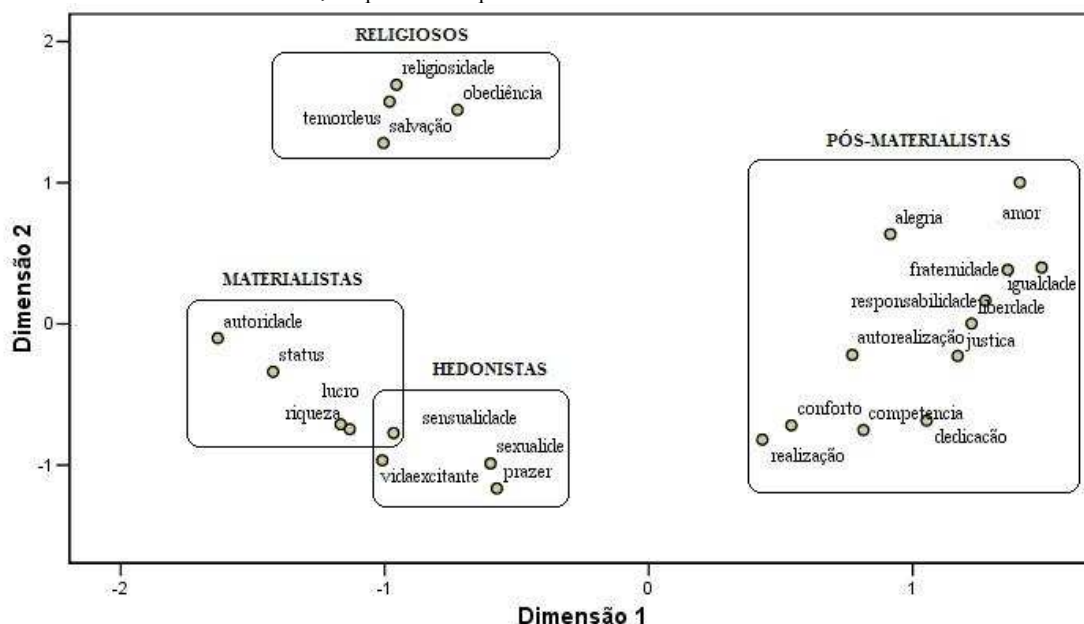 RELIGIOSOS
religiosidade
obediência
temordeus
salvação
PÓS-MATERIALISTAS
amor
alegria
fraternidade
igualdade
responsabilidade
liberdade
autorealização
justica
conforto
competencia
dedicacão
realização
MATERIALISTAS
autoridade
status
lucro
riqueza
HEDONISTAS
sensualidade
sexualide
vidaexcitante
prazer
2
1
0
-1
Dimensão 2
-2
-1
0
1
Dimensão 1